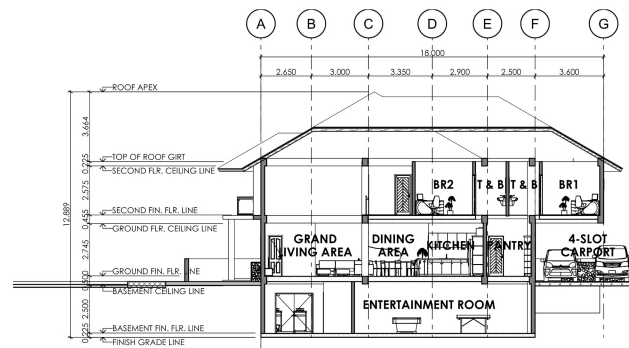 A B C D E F G
18.000
2.650 3.000 3.350 2.900 2.500 3.600
ROOF APEX
3.664
TOP OF ROOF GIRT
0.225
SECOND FLR. CEILING LINE
2.575
BR2 T & B T & B BR1
12.889
SECOND FIN. FLR. LINE
0.455
GROUND FLR. CEILING LINE
2.745
GRAND LIVING AREA
DINING AREA
KITCHEN
PANTRY
4-SLOT CARPORT
GROUND FIN. FLR. LINE
0.500
BASEMENT CEILING LINE
2.500
ENTERTAINMENT ROOM
BASEMENT FIN. FLR. LINE
0.225
FINISH GRADE LINE